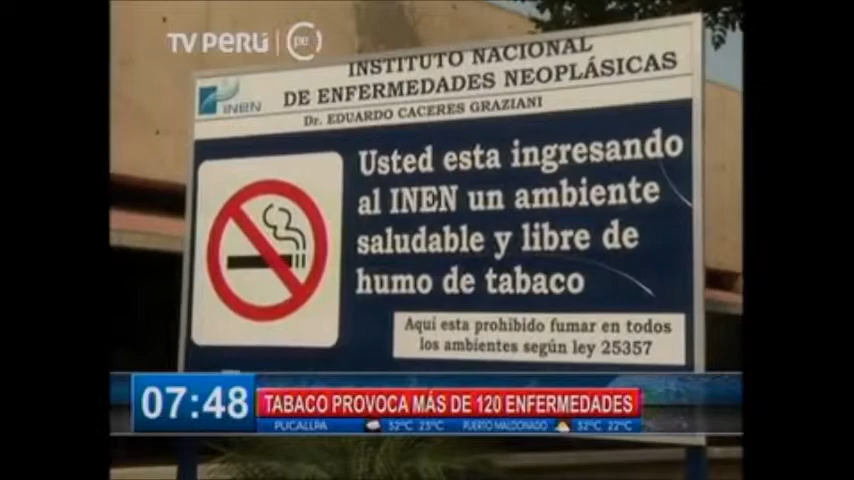 TV PERÚ pe
INSTITUTO NACIONAL
DE ENFERMEDADES NEOPLÁSICAS
Dr. EDUARDO CACERES GRAZIANI
INEN
Usted esta ingresando
al INEN un ambiente
saludable y libre de
humo de tabaco
Aquí esta prohibido fumar en todos
los ambientes según ley 25357
07:48
TABACO PROVOCA MÁS DE 120 ENFERMEDADES
PUCALLPA 32°C 23°C PUERTO MALDONADO 32°C 22°C